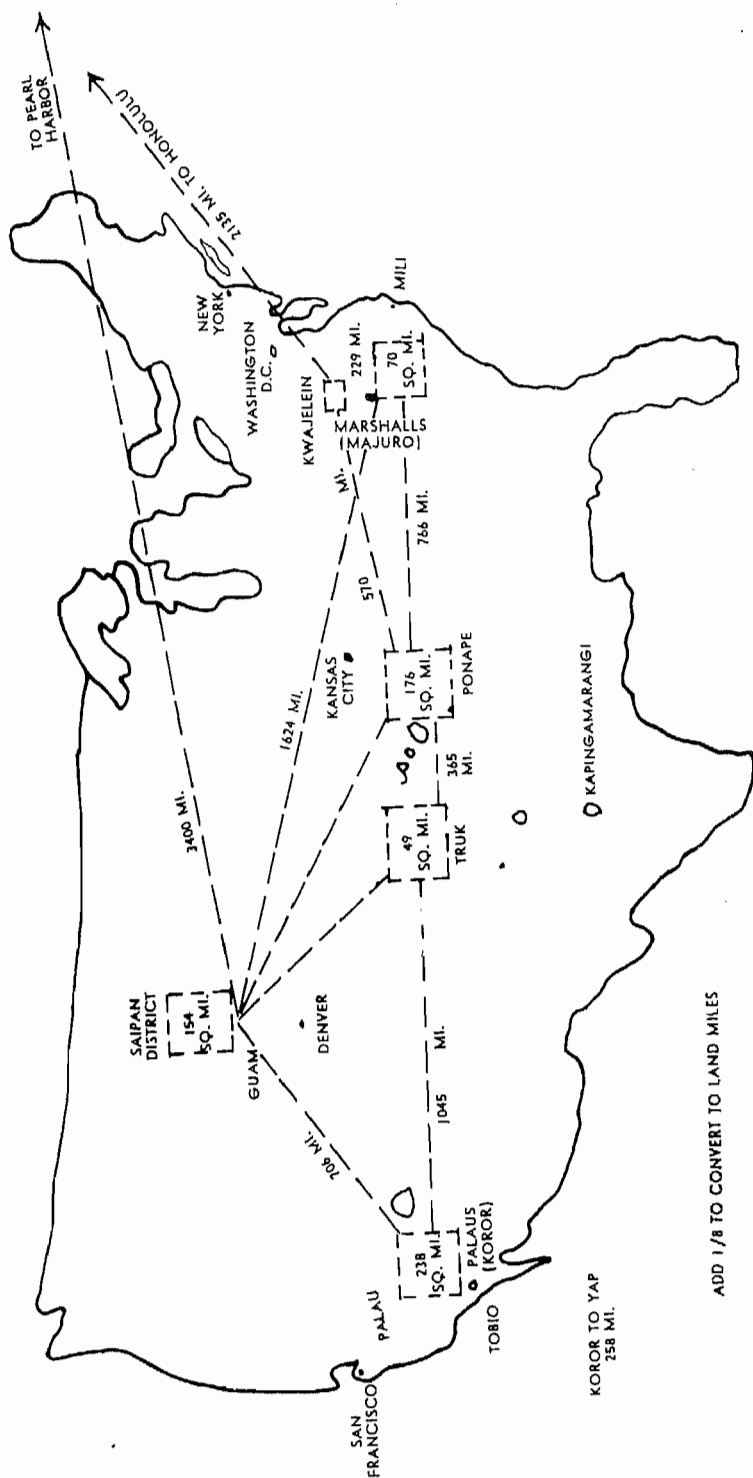 TO PEARL
HARBOR
2135 MI. TO HONOLULU
NEW
YORK
WASHINGTON
D.C.
KWAJELEIN
229 MI.
MILI
70
SQ. MI.
MARSHALLS
(MAJURO)
MI.
570
766 MI.
3400 MI.
1624 MI.
KANSAS
CITY
176
SQ. MI.
PONAPE
365
MI.
49
SQ. MI.
TRUK
KAPINGAMARANGI
SAIPAN
DISTRICT
154
SQ. MI.
GUAM
DENVER
706 MI.
1045
MI.
PALAU
238
SQ. MI.
PALAUS
(KOROR)
TOBIO
SAN
FRANCISCO
KOROR TO YAP
258 MI.
ADD 1/8 TO CONVERT TO LAND MILES